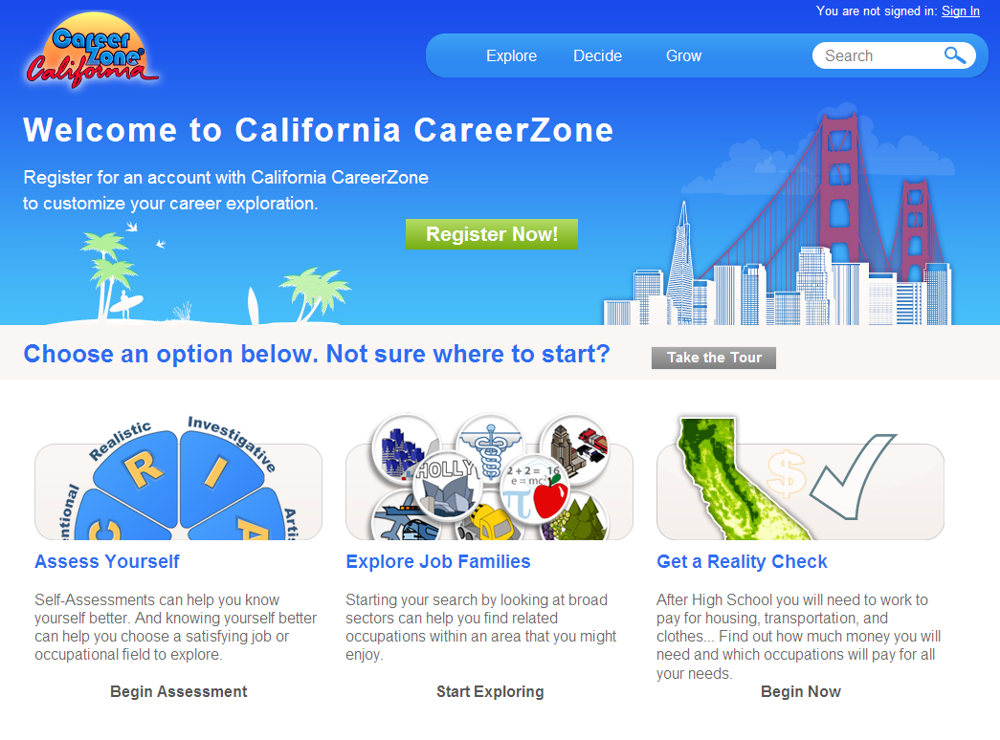 You are not signed in: Sign In
Career
Zone®
California
Explore Decide Grow
Search
Welcome to California CareerZone
Register for an account with California CareerZone
to customize your career exploration.
Register Now!
Choose an option below. Not sure where to start?
Take the Tour
Realistic
Investigative
entional
Artis
R
I
C
A
HOLLY
2 + 2 = 16
e = mc²
π
$
Assess Yourself
Self-Assessments can help you know
yourself better. And knowing yourself better
can help you choose a satisfying job or
occupational field to explore.
Begin Assessment
Explore Job Families
Starting your search by looking at broad
sectors can help you find related
occupations within an area that you might
enjoy.
Start Exploring
Get a Reality Check
After High School you will need to work to
pay for housing, transportation, and
clothes... Find out how much money you will
need and which occupations will pay for all
your needs.
Begin Now